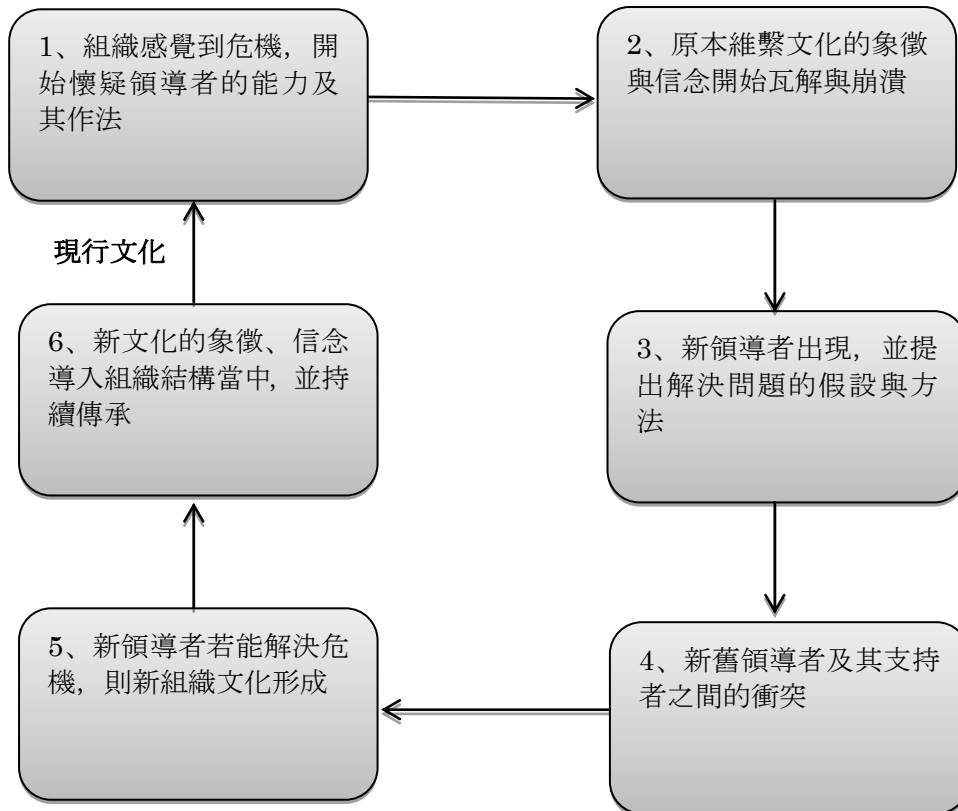 1、組織感覺到危機，開
始懷疑領導者的能力及
其作法
2、原本維繫文化的象徵
與信念開始瓦解與崩潰
3、新領導者出現，並提
出解決問題的假設與方
法
4、新舊領導者及其支持
者之間的衝突
5、新領導者若能解決危
機，則新組織文化形成
6、新文化的象徵、信念
導入組織結構當中，並持
續傳承
現行文化